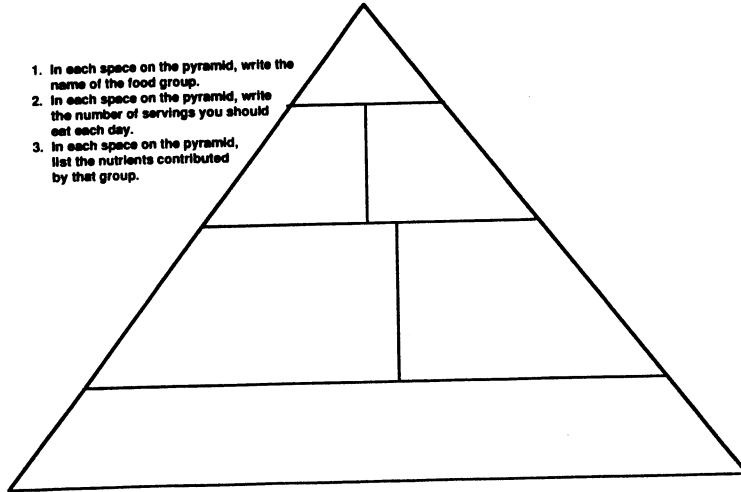 1. In each space on the pyramid, write the
name of the food group.
2. In each space on the pyramid, write
the number of servings you should
eat each day.
3. In each space on the pyramid,
list the nutrients contributed
by that group.